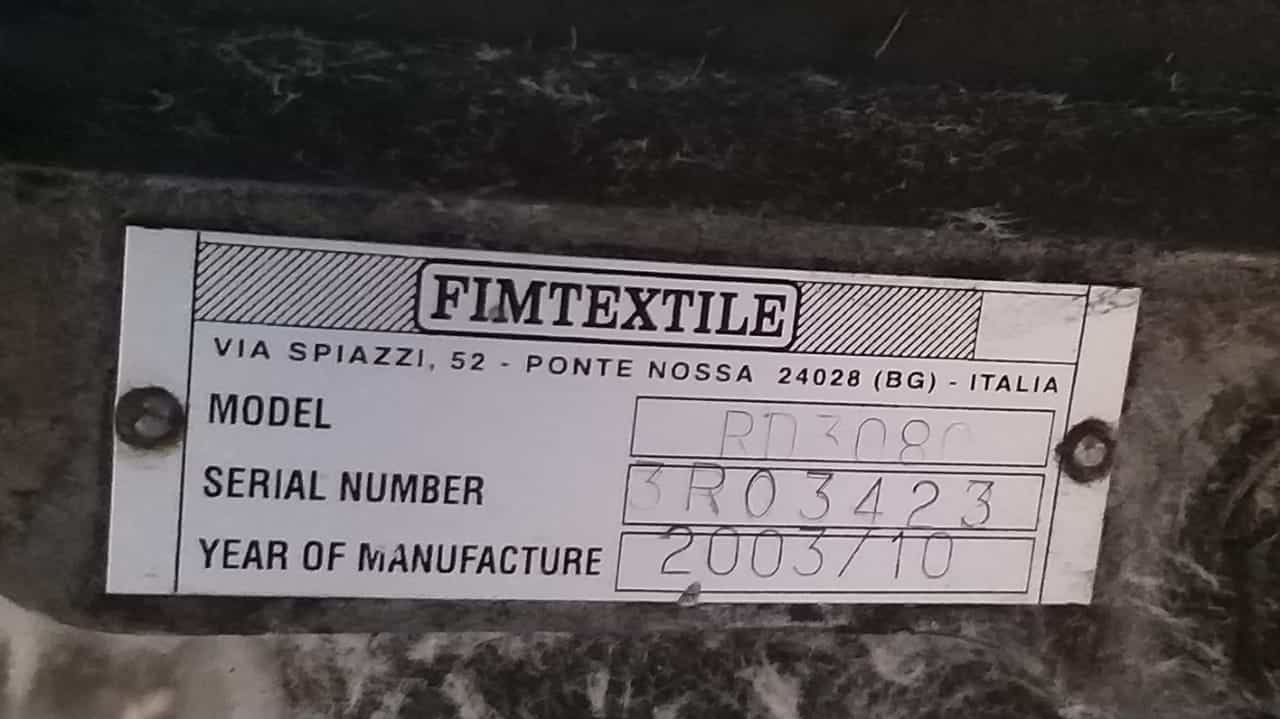 FIMTEXTILE
VIA SPIAZZI, 52 - PONTE NOSSA 24028 (BG) - ITALIA
MODEL RD3080
SERIAL NUMBER 3R03423
YEAR OF MANUFACTURE 2003/10